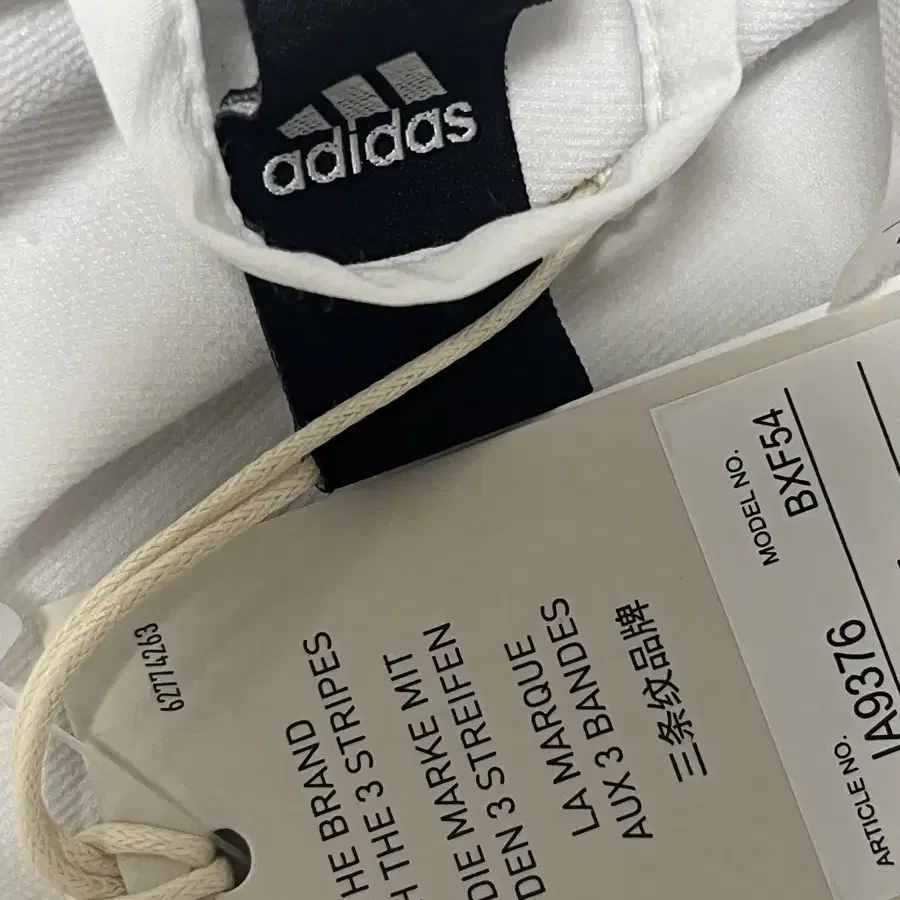 adidas
62774263
HE BRAND
H THE 3 STRIPES
DIE MARKE MIT
DEN 3 STREIFEN
LA MARQUE
AUX 3 BANDES
三条纹品牌
MODEL NO.
BXF54
ARTICLE NO.
IA9376